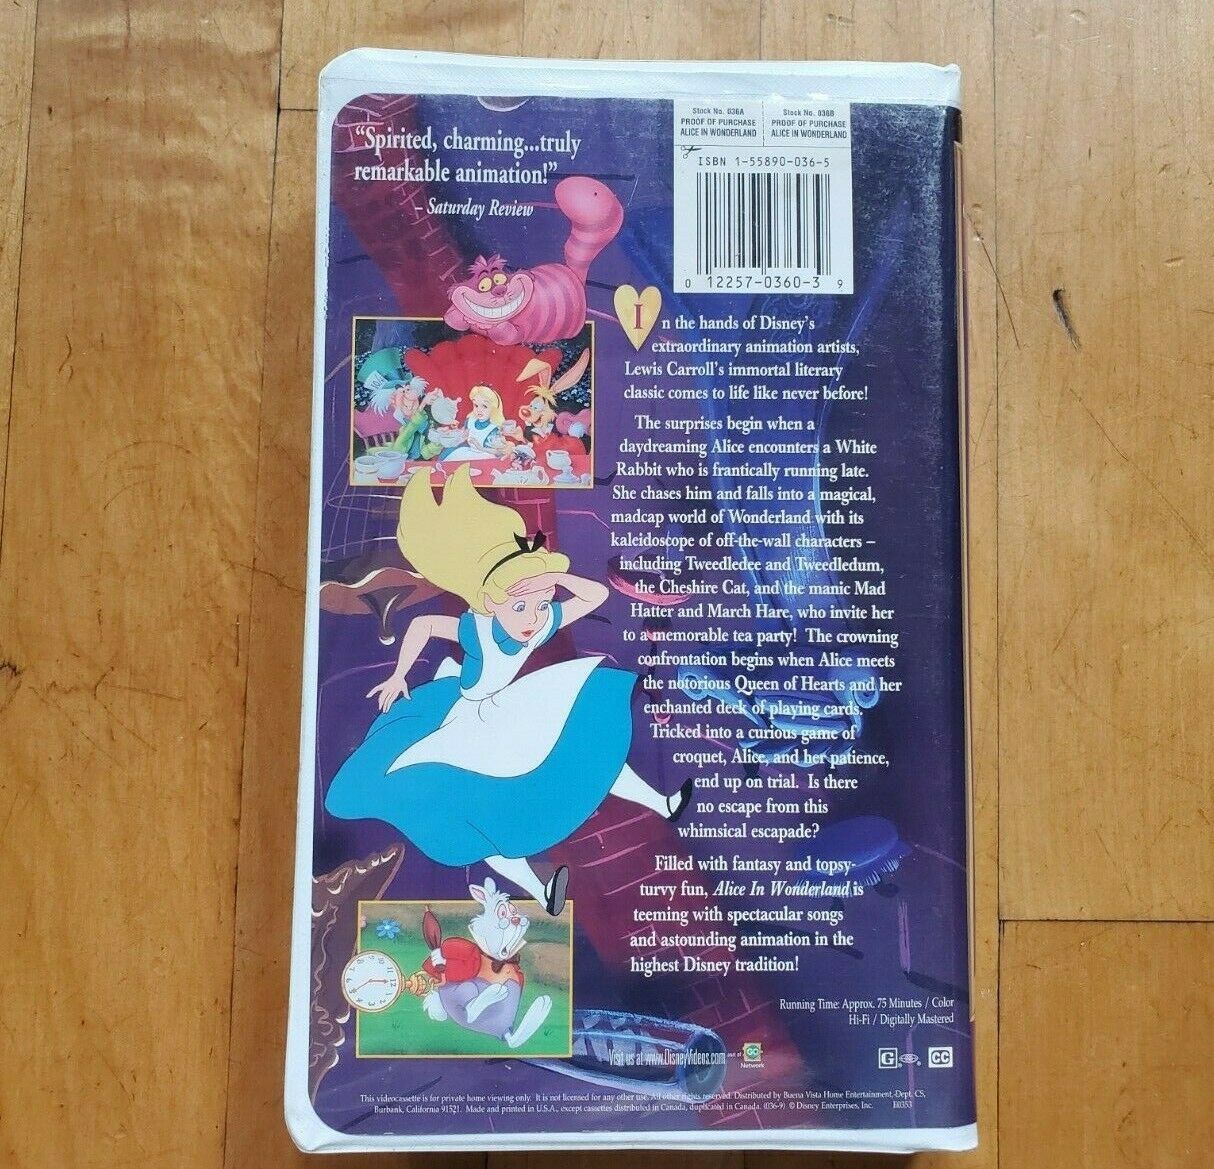 "Spirited, charming...truly
remarkable animation!"
– Saturday Review
Stock No. 036A
PROOF OF PURCHASE
ALICE IN WONDERLAND
Stock No. 036B
PROOF OF PURCHASE
ALICE IN WONDERLAND
ISBN 1-55890-036-5
0 12257-0360-3 9
In the hands of Disney's
extraordinary animation artists,
Lewis Carroll's immortal literary
classic comes to life like never before!
The surprises begin when a
daydreaming Alice encounters a White
Rabbit who is frantically running late.
She chases him and falls into a magical,
madcap world of Wonderland with its
kaleidoscope of off-the-wall characters –
including Tweedledee and Tweedledum,
the Cheshire Cat, and the manic Mad
Hatter and March Hare, who invite her
to a memorable tea party! The crowning
confrontation begins when Alice meets
the notorious Queen of Hearts and her
enchanted deck of playing cards.
Tricked into a curious game of
croquet, Alice, and her patience,
end up on trial. Is there
no escape from this
whimsical escapade?
Filled with fantasy and topsy-
turvy fun, Alice In Wonderland is
teeming with spectacular songs
and astounding animation in the
highest Disney tradition!
Running Time: Approx. 75 Minutes / Color
Hi-Fi / Digitally Mastered
Visit us at www.DisneyVideos.com out at GO Network
G CC
This videocassette is for private home viewing only. It is not licensed for any other use. All other rights reserved. Distributed by Buena Vista Home Entertainment, Dept. CS,
Burbank, California 91521. Made and printed in U.S.A., except cassettes distributed in Canada, duplicated in Canada. (036-9) © Disney Enterprises, Inc.